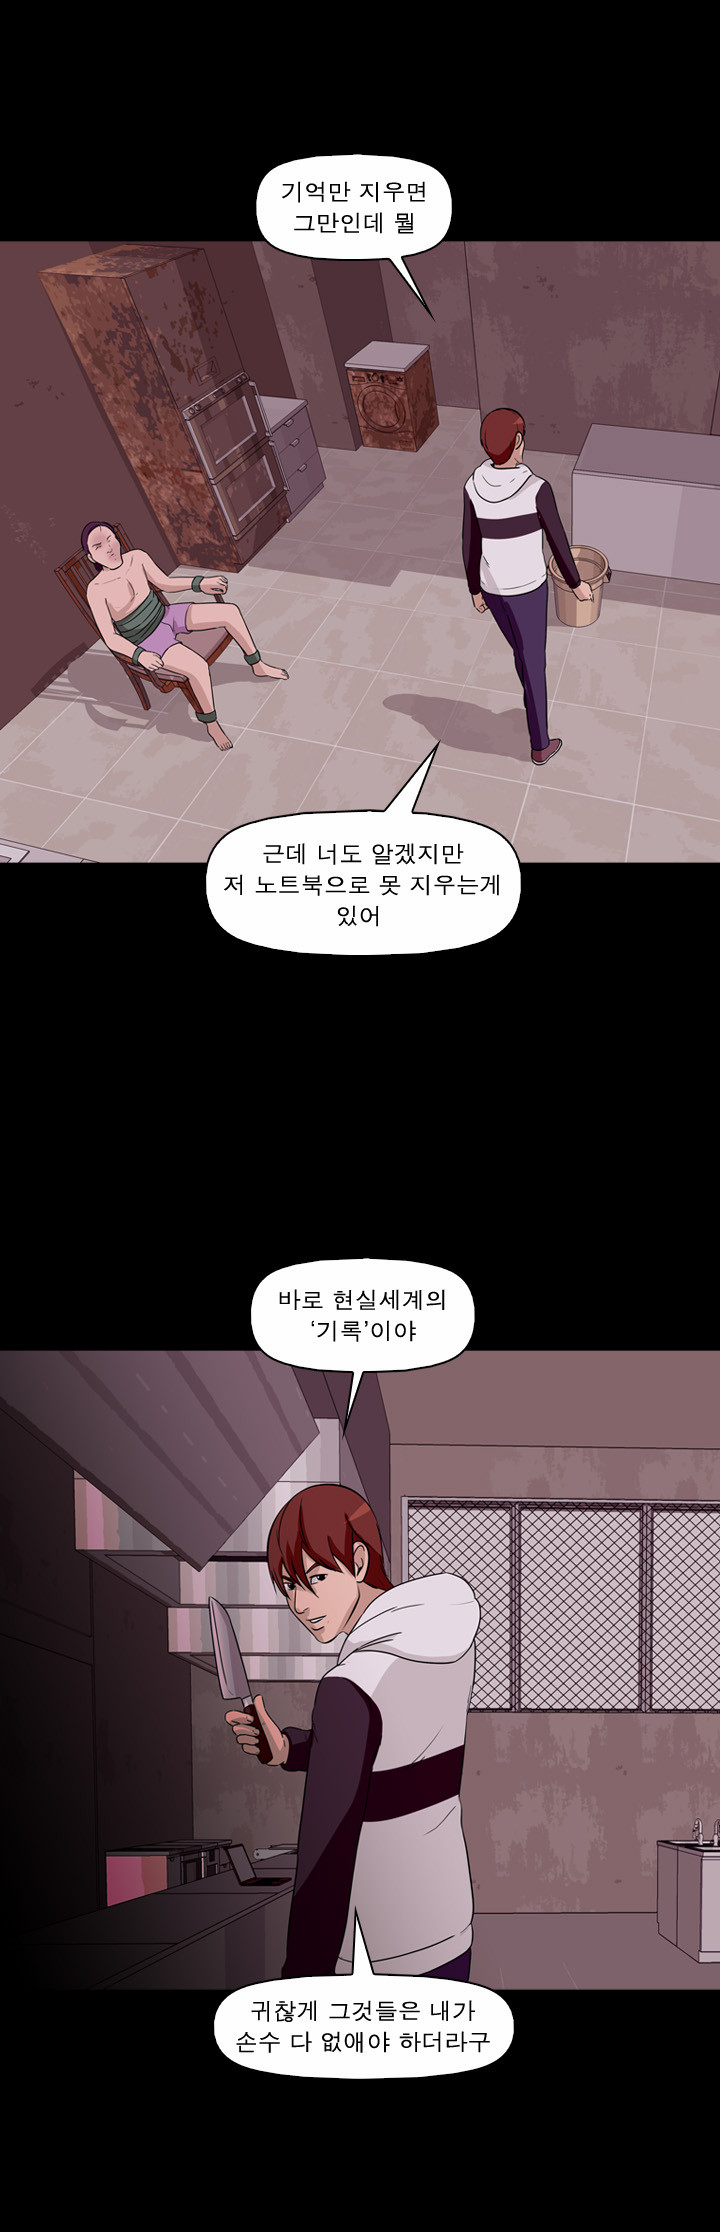 기억만 지우면
그만인데 뭘
근데 너도 알겠지만
저 노트북으로 못 지우는게
있어
바로 현실세계의
‘기록’이야
귀찮게 그것들은 내가
손수 다 없애야 하더라구